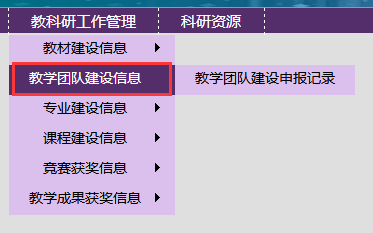 教科研工作管理 科研资源
教材建设信息
教学团队建设信息 教学团队建设申报记录
专业建设信息
课程建设信息
竞赛获奖信息
教学成果获奖信息